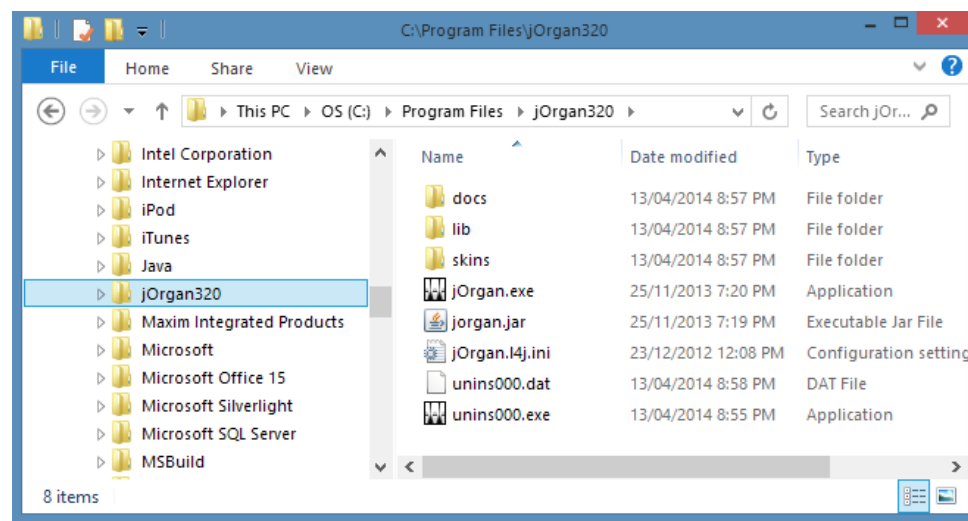 C:\Program Files\jOrgan320
File Home Share View
This PC OS (C:) Program Files jOrgan320 Search jOr...
Intel Corporation
Internet Explorer
iPod
iTunes
Java
jOrgan320
Maxim Integrated Products
Microsoft
Microsoft Office 15
Microsoft Silverlight
Microsoft SQL Server
MSBuild
Name Date modified Type
docs 13/04/2014 8:57 PM File folder
lib 13/04/2014 8:57 PM File folder
skins 13/04/2014 8:57 PM File folder
jOrgan.exe 25/11/2013 7:20 PM Application
jorgan.jar 25/11/2013 7:19 PM Executable Jar File
jOrgan.l4j.ini 23/12/2012 12:08 PM Configuration setting
unins000.dat 13/04/2014 8:58 PM DAT File
unins000.exe 13/04/2014 8:55 PM Application
8 items